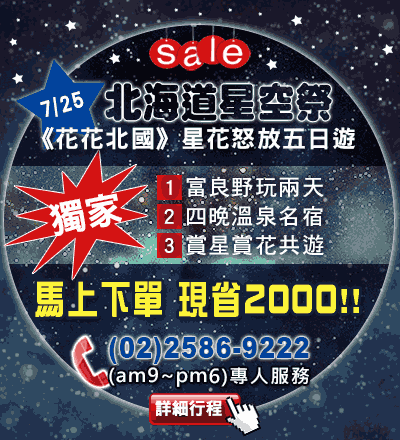 sale
7/25
北海道星空祭
《花花北國》星花怒放五日遊
獨家
1 富良野玩兩天
2 四晚溫泉名宿
3 賞星賞花共遊
馬上下單 現省2000!!
(02)2586-9222
(am9~pm6)專人服務
詳細行程